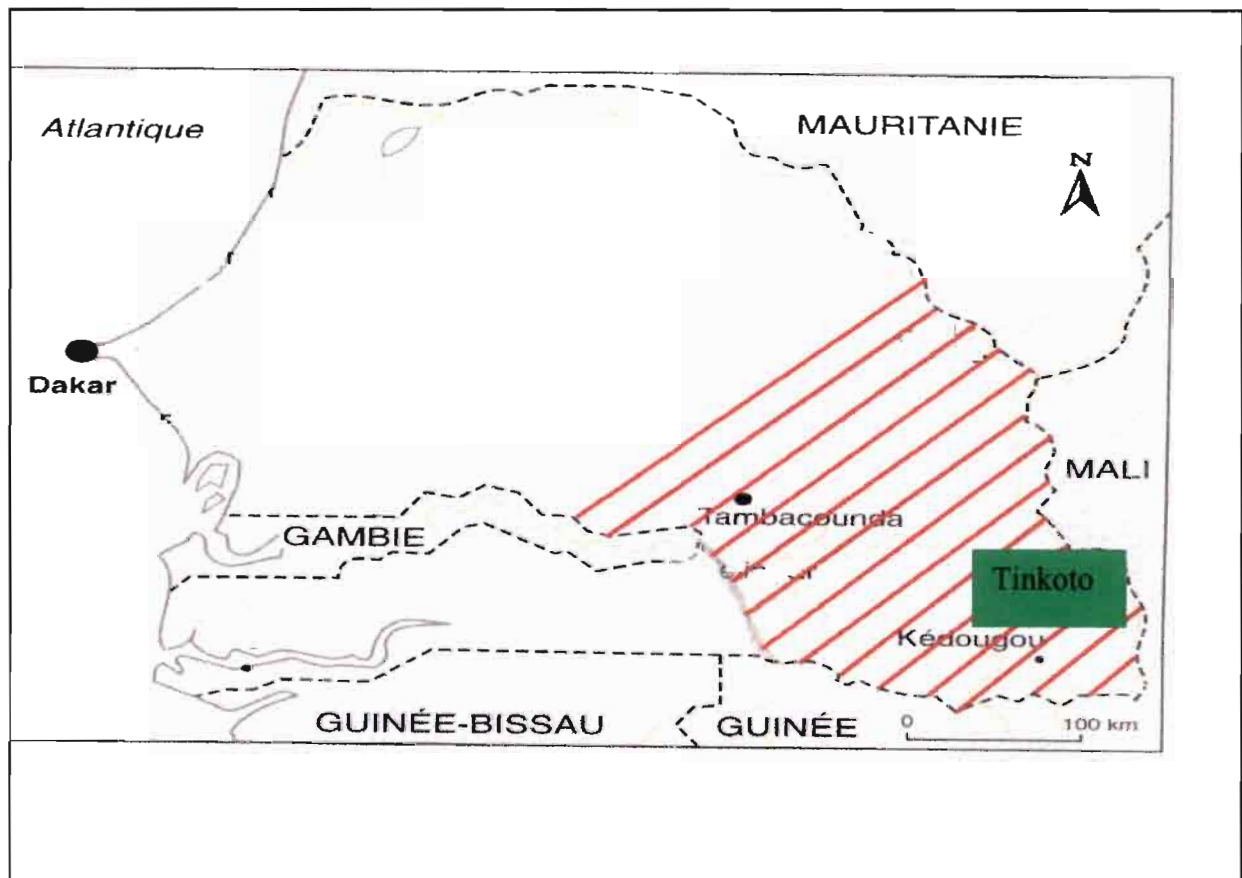 Atlantique
MAURITANIE
N
Dakar
MALI
Tambacounda
GAMBIE
Tinkoto
Kédougou
GUINÉE-BISSAU
GUINÉE
0
100 km